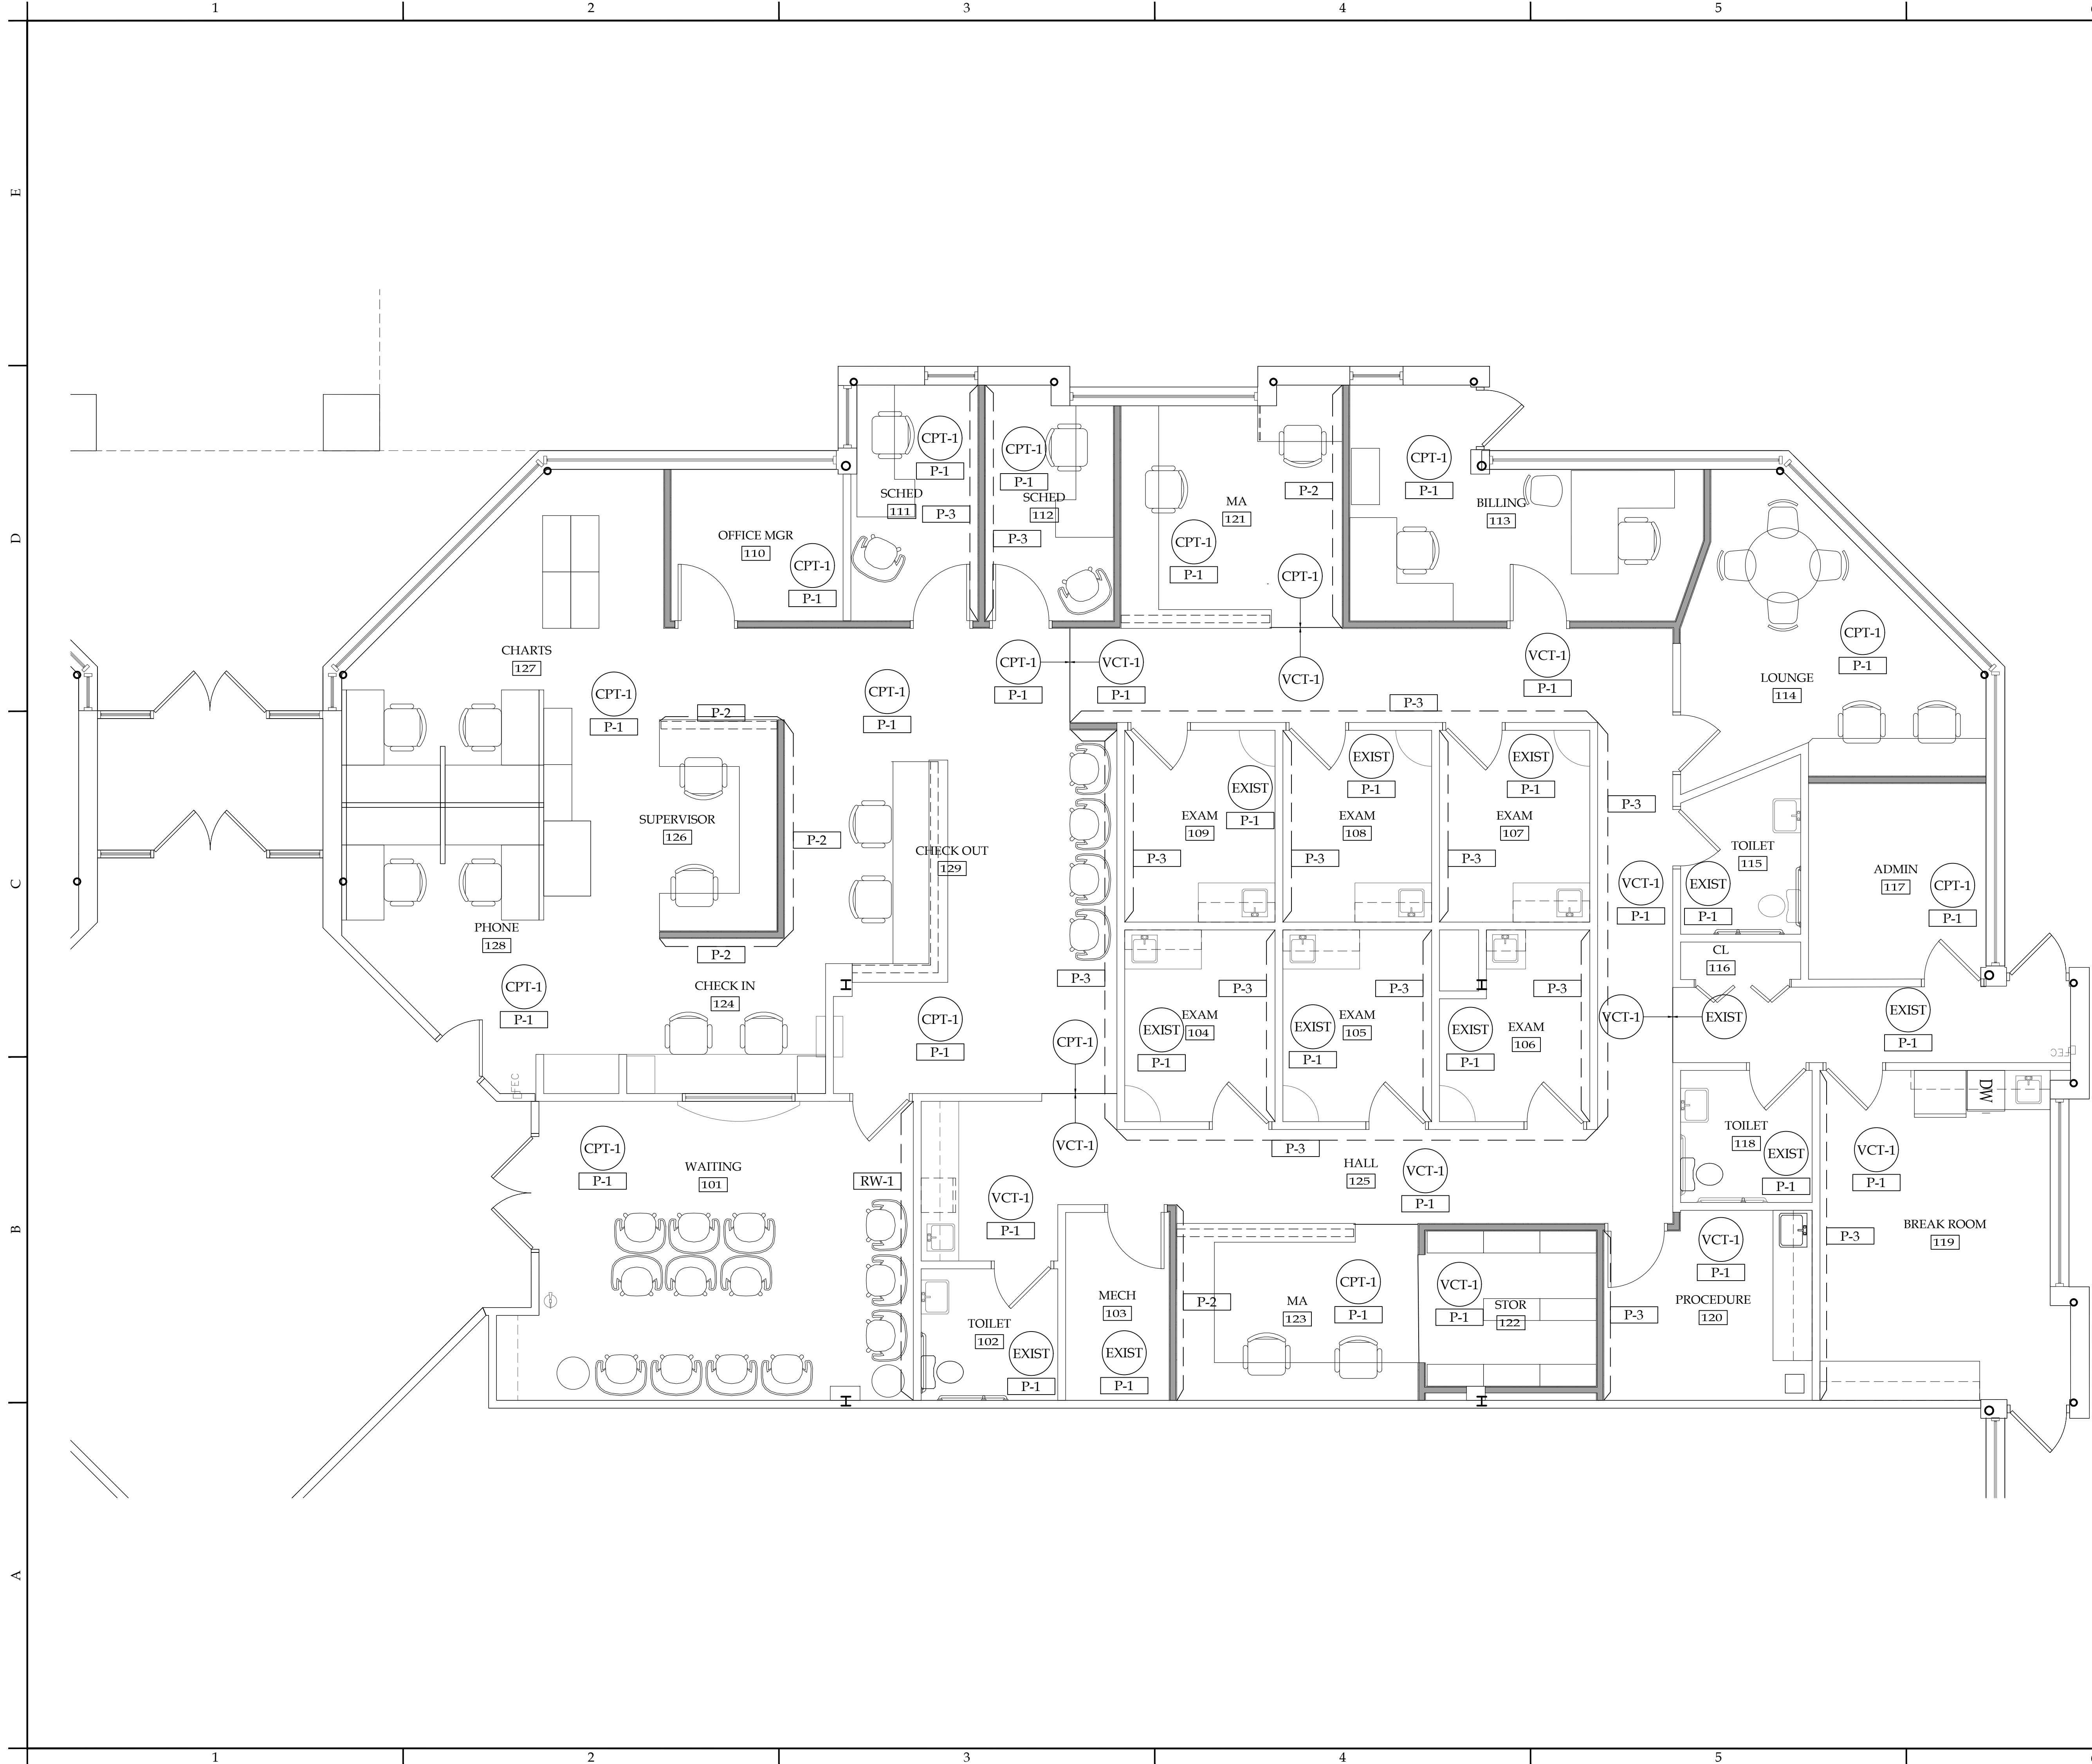 1 2 3 4 5
E
D
C
B
A
CPT-1
P-1
SCHED
111
P-3
CPT-1
P-1
SCHED
112
P-3
MA
121
P-2
CPT-1
P-1
CPT-1
VCT-1
CPT-1
P-1
BILLING
113
OFFICE MGR
110
CPT-1
P-1
CHARTS
127
CPT-1
P-1
P-2
CPT-1
P-1
CPT-1
P-1
VCT-1
P-1
VCT-1
P-1
P-3
CPT-1
P-1
LOUNGE
114
SUPERVISOR
126
P-2
P-2
CHECK OUT
129
EXIST
P-1
EXAM
109
P-3
EXIST
P-1
EXAM
108
P-3
EXIST
P-1
EXAM
107
P-3
P-3
VCT-1
P-1
TOILET
115
EXIST
P-1
ADMIN
117
CPT-1
P-1
PHONE
128
CPT-1
P-1
CHECK IN
124
CPT-1
P-1
P-3
CPT-1
VCT-1
P-3
EXAM
104
EXIST
P-1
P-3
EXAM
105
EXIST
P-1
P-3
EXAM
106
EXIST
P-1
CL
116
VCT-1
EXIST
EXIST
P-1
FEC
FEC
DW
CPT-1
P-1
WAITING
101
RW-1
VCT-1
P-1
P-3
HALL
125
VCT-1
P-1
TOILET
118
EXIST
P-1
VCT-1
P-1
P-3
BREAK ROOM
119
TOILET
102
EXIST
P-1
MECH
103
EXIST
P-1
P-2
MA
123
CPT-1
P-1
VCT-1
P-1
STOR
122
P-3
VCT-1
P-1
PROCEDURE
120
1 2 3 4 5